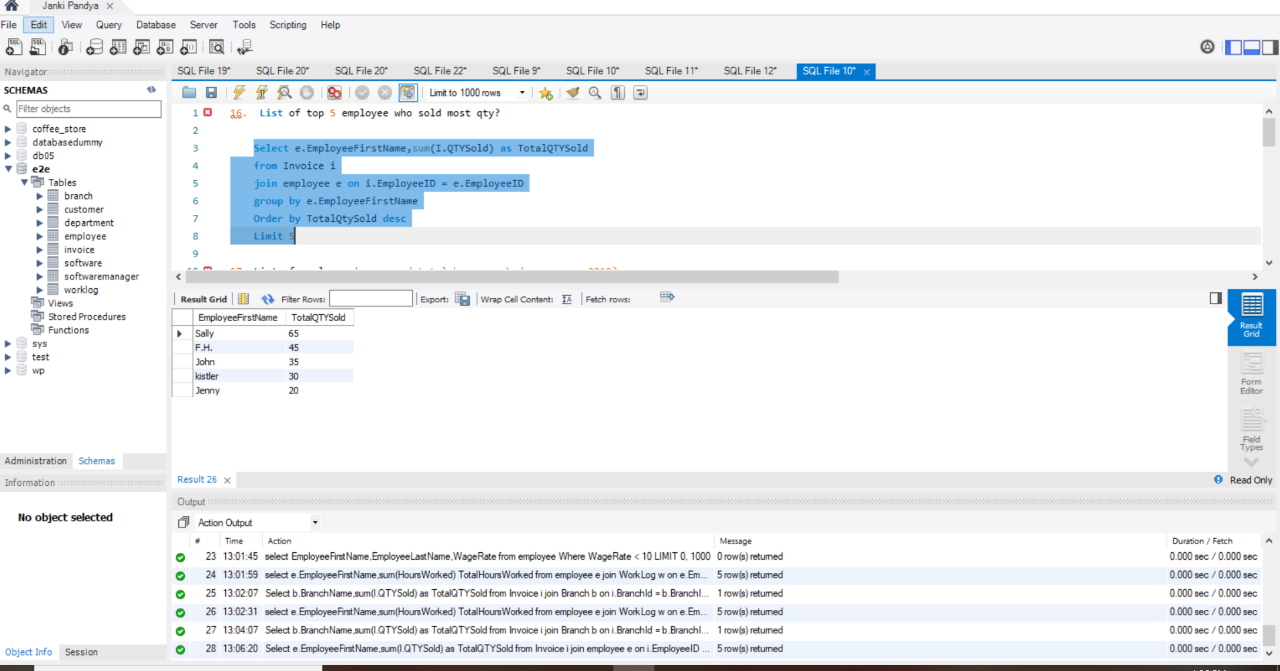 Janki Pandya
File Edit View Query Database Server Tools Scripting Help
Navigator
SCHEMAS
Filter objects
coffee_store
databasedummy
db05
e2e
Tables
branch
customer
department
employee
invoice
software
softwaremanager
worklog
Views
Stored Procedures
Functions
sys
test
wp
Administration Schemas
Information
No object selected
Object Info Session
SQL File 19* SQL File 20* SQL File 20* SQL File 22* SQL File 9* SQL File 10* SQL File 11* SQL File 12* SQL File 10*
Limit to 1000 rows
1 16. List of top 5 employee who sold most qty?
2
3 Select e.EmployeeFirstName,sum(I.QTYSold) as TotalQTYSold
4 from Invoice i
5 join employee e on i.EmployeeID = e.EmployeeID
6 group by e.EmployeeFirstName
7 Order by TotalQtySold desc
8 Limit 5
9
Result Grid Filter Rows: Export: Wrap Cell Content: Fetch rows:
EmployeeFirstName TotalQTYSold
Sally 65
F.H. 45
John 35
kistler 30
Jenny 20
Result Grid
Form Editor
Field Types
Result 26
Read Only
Output
Action Output
# Time Action Message Duration / Fetch
23 13:01:45 select EmployeeFirstName,EmployeeLastName,WageRate from employee Where WageRate < 10 LIMIT 0, 1000 0 row(s) returned 0.000 sec / 0.000 sec
24 13:01:59 select e.EmployeeFirstName,sum(HoursWorked) TotalHoursWorked from employee e join WorkLog w on e.Em... 5 row(s) returned 0.000 sec / 0.000 sec
25 13:02:07 Select b.BranchName,sum(I.QTYSold) as TotalQTYSold from Invoice i join Branch b on i.BranchId = b.BranchI... 1 row(s) returned 0.000 sec / 0.000 sec
26 13:02:31 select e.EmployeeFirstName,sum(HoursWorked) TotalHoursWorked from employee e join WorkLog w on e.Em... 5 row(s) returned 0.000 sec / 0.000 sec
27 13:04:07 Select b.BranchName,sum(I.QTYSold) as TotalQTYSold from Invoice i join Branch b on i.BranchId = b.BranchI... 1 row(s) returned 0.000 sec / 0.000 sec
28 13:06:20 Select e.EmployeeFirstName,sum(I.QTYSold) as TotalQTYSold from Invoice i join employee e on i.EmployeeID ... 5 row(s) returned 0.000 sec / 0.000 sec